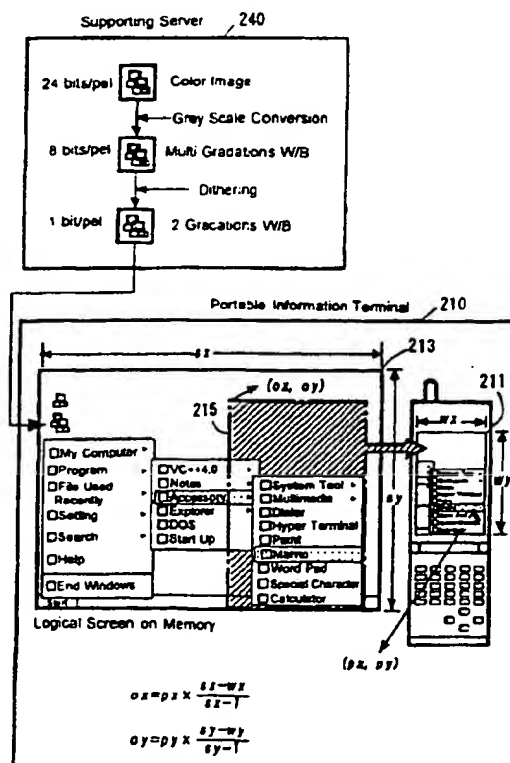 Supporting Server
240
24 bits/pel
Color Image
Grey Scale Conversion
8 bits/pel
Multi Gradations W/B
Dithering
1 bit/pel
2 Gracations W/B
Portable Information Terminal
210
sx
213
(ox, oy)
211
215
wx
wy
sy
My Computer
Program
File Used
Recently
Setting
Search
Help
End Windows
VC++4.0
Notes
Accessory
Explorer
DOS
Start Up
System Tool
Multimedia
Dialer
Hyper Terminal
Paint
Memo
Word Pad
Special Character
Calculator
Logical Screen on Memory
(px, py)
ox=px × sx-wx
sx-1
oy=py × sy-wy
sy-1